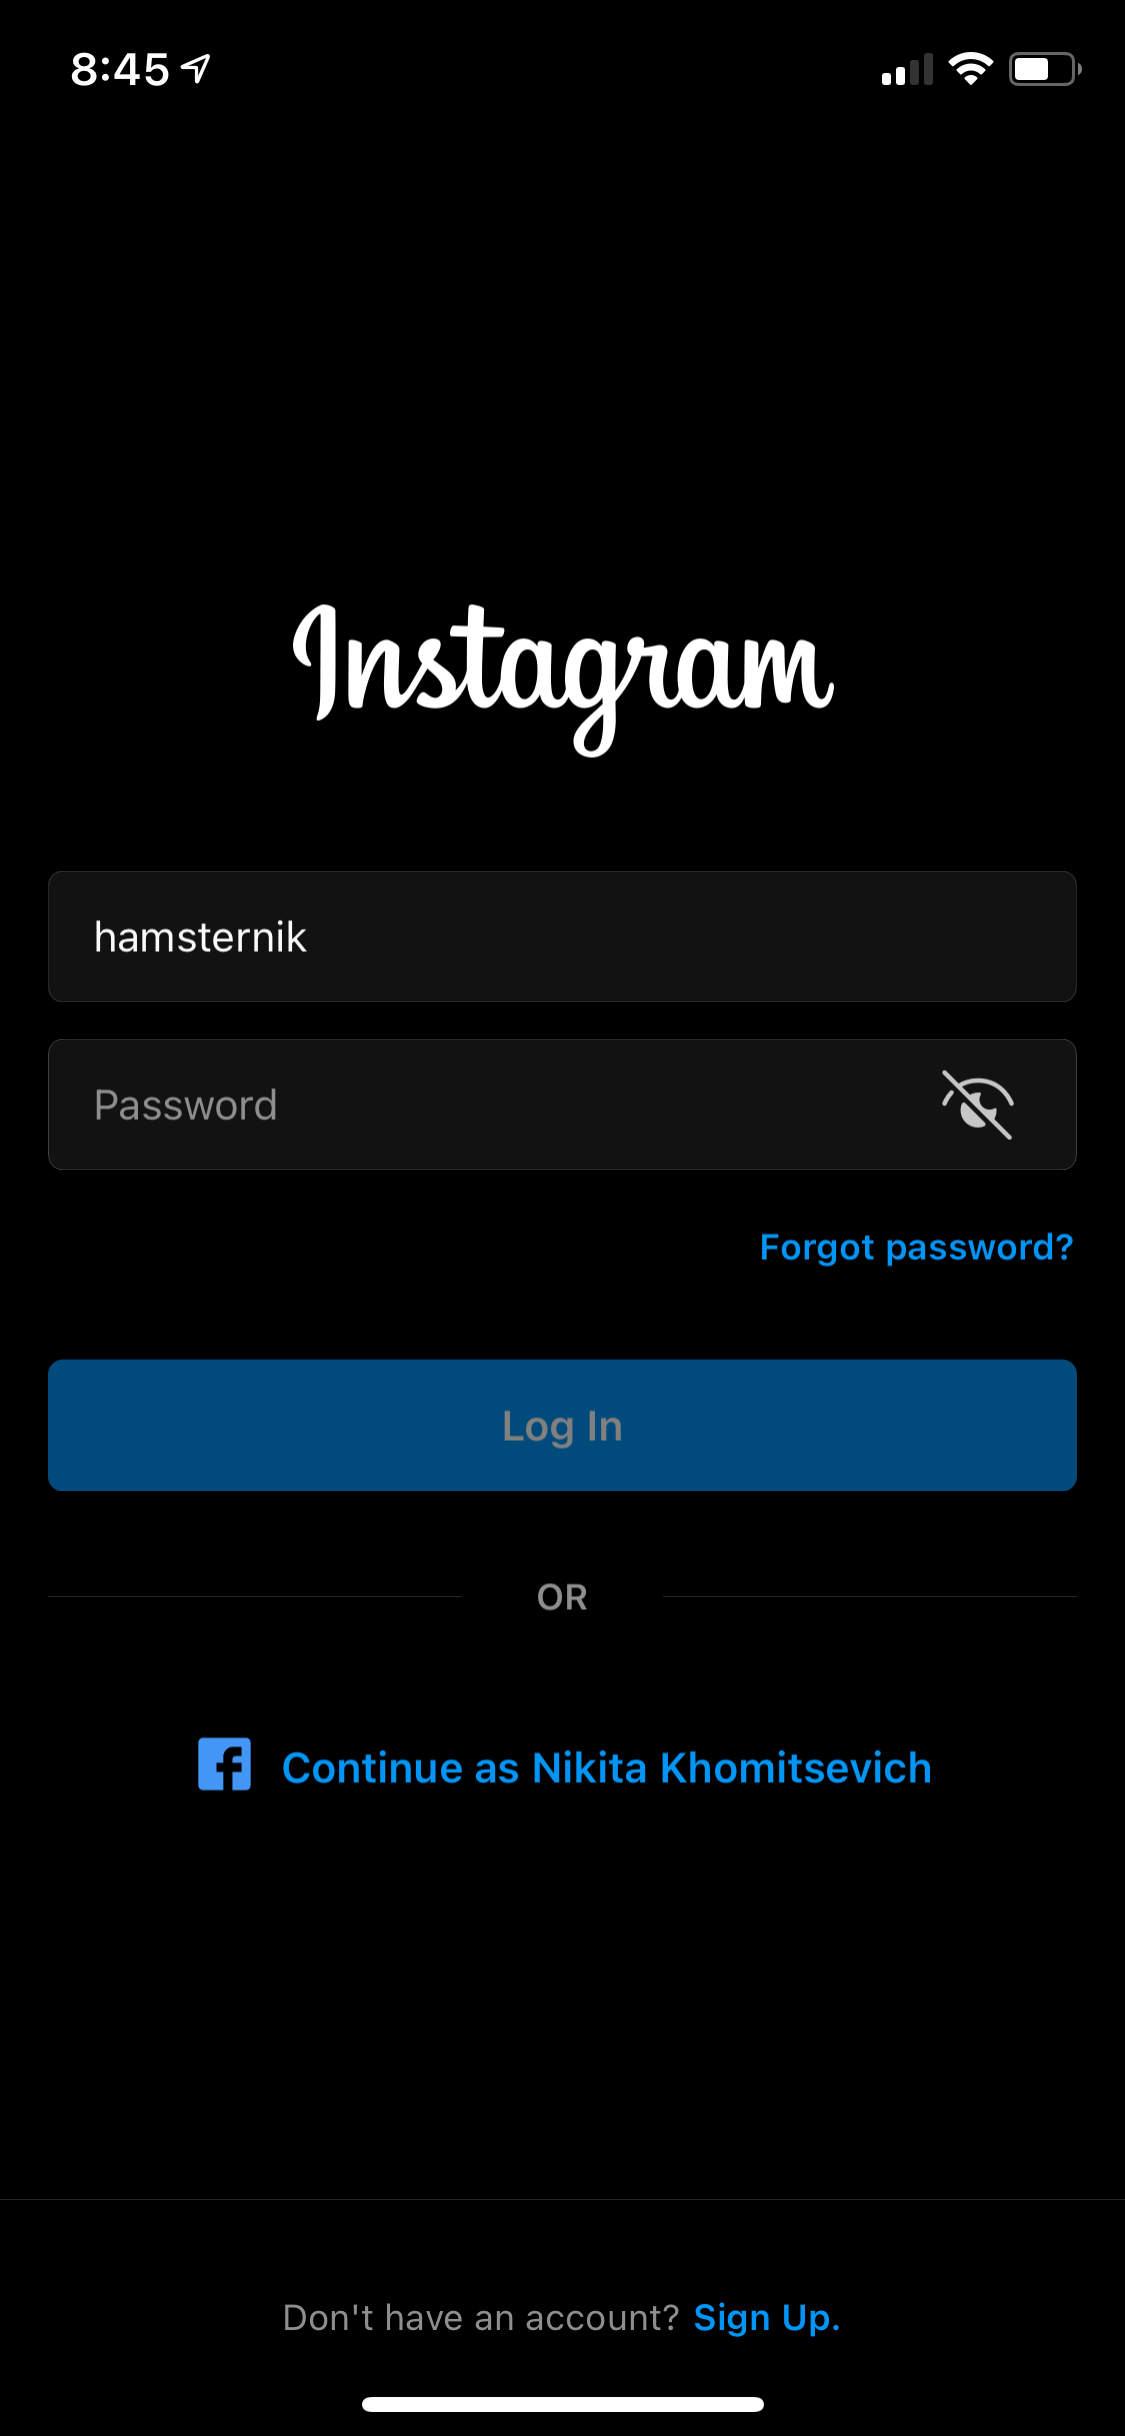 8:45
Instagram
hamsternik
Password
Forgot password?
Log In
OR
Continue as Nikita Khomitsevich
Don't have an account? Sign Up.